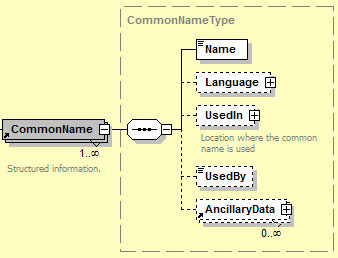 CommonNameType
Name
Language
UsedIn
Location where the common
name is used
CommonName
1..∞
Structured information.
UsedBy
AncillaryData
0..∞